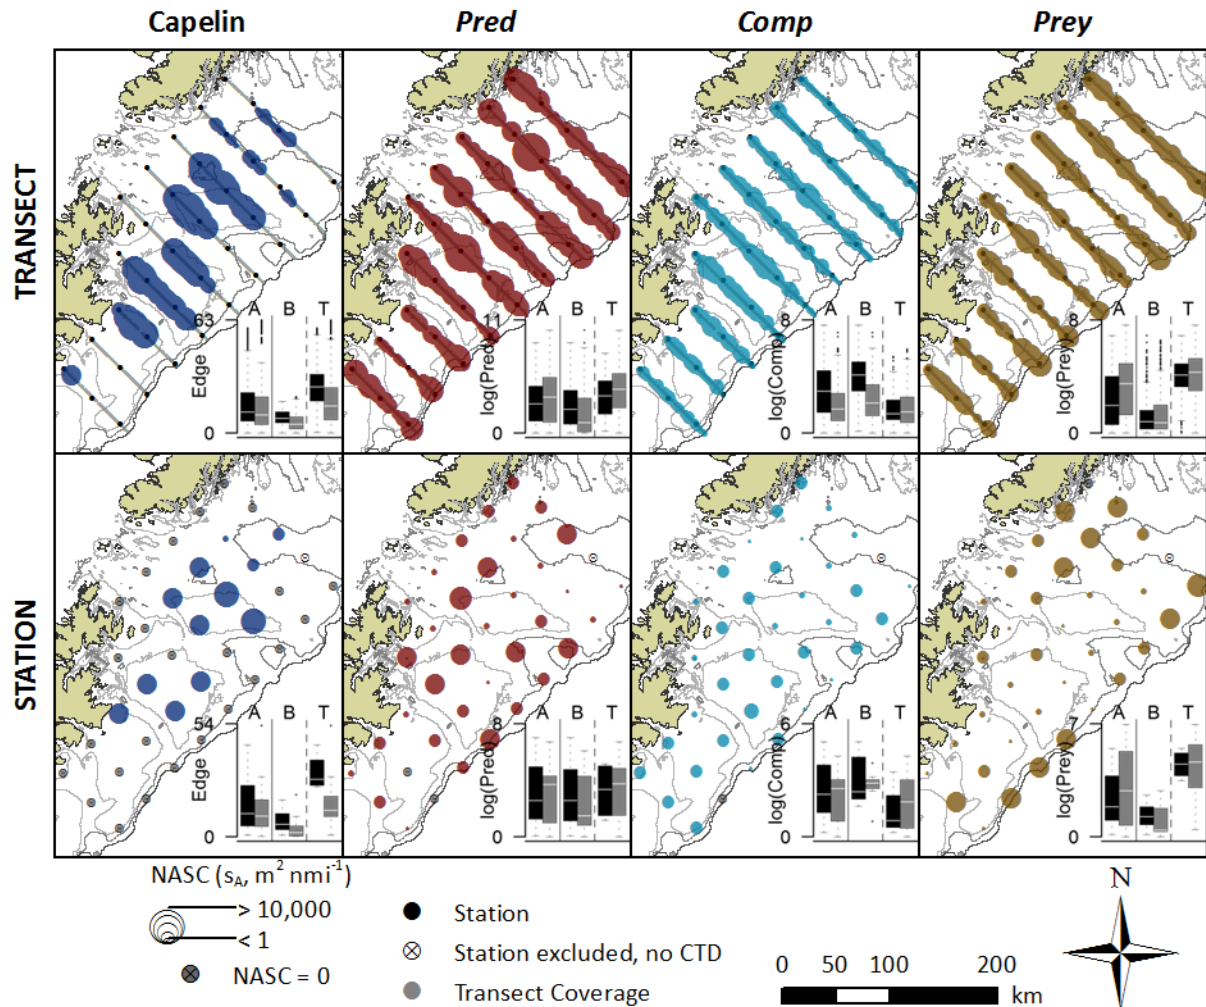 Capelin Pred Comp Prey
TRANSECT
A B T
63
Edge
0
A B T
11
log(Pred)
0
A B T
8
log(Comp)
0
A B T
8
log(Prey)
0
STATION
A B T
54
Edge
0
A B T
8
log(Pred)
0
A B T
6
log(Comp)
0
A B T
7
log(Prey)
0
NASC (sA, m² nmi⁻¹)
> 10,000
< 1
NASC = 0
Station
Station excluded, no CTD
Transect Coverage
0 50 100 200
km
N